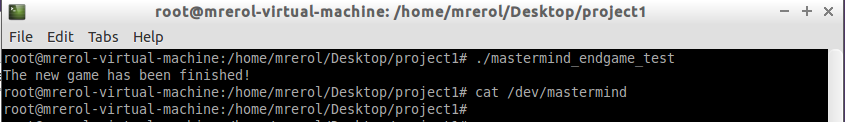 root@mrerol-virtual-machine: /home/mrerol/Desktop/project1
File Edit Tabs Help
root@mrerol-virtual-machine:/home/mrerol/Desktop/project1# ./mastermind_endgame_test
The new game has been finished!
root@mrerol-virtual-machine:/home/mrerol/Desktop/project1# cat /dev/mastermind
root@mrerol-virtual-machine:/home/mrerol/Desktop/project1#